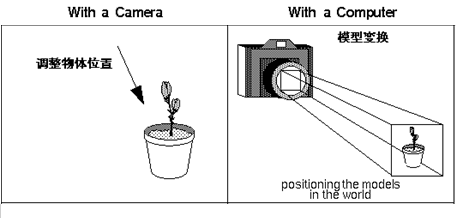 With a Camera
With a Computer
调整物体位置
模型变换
positioning the models
in the world